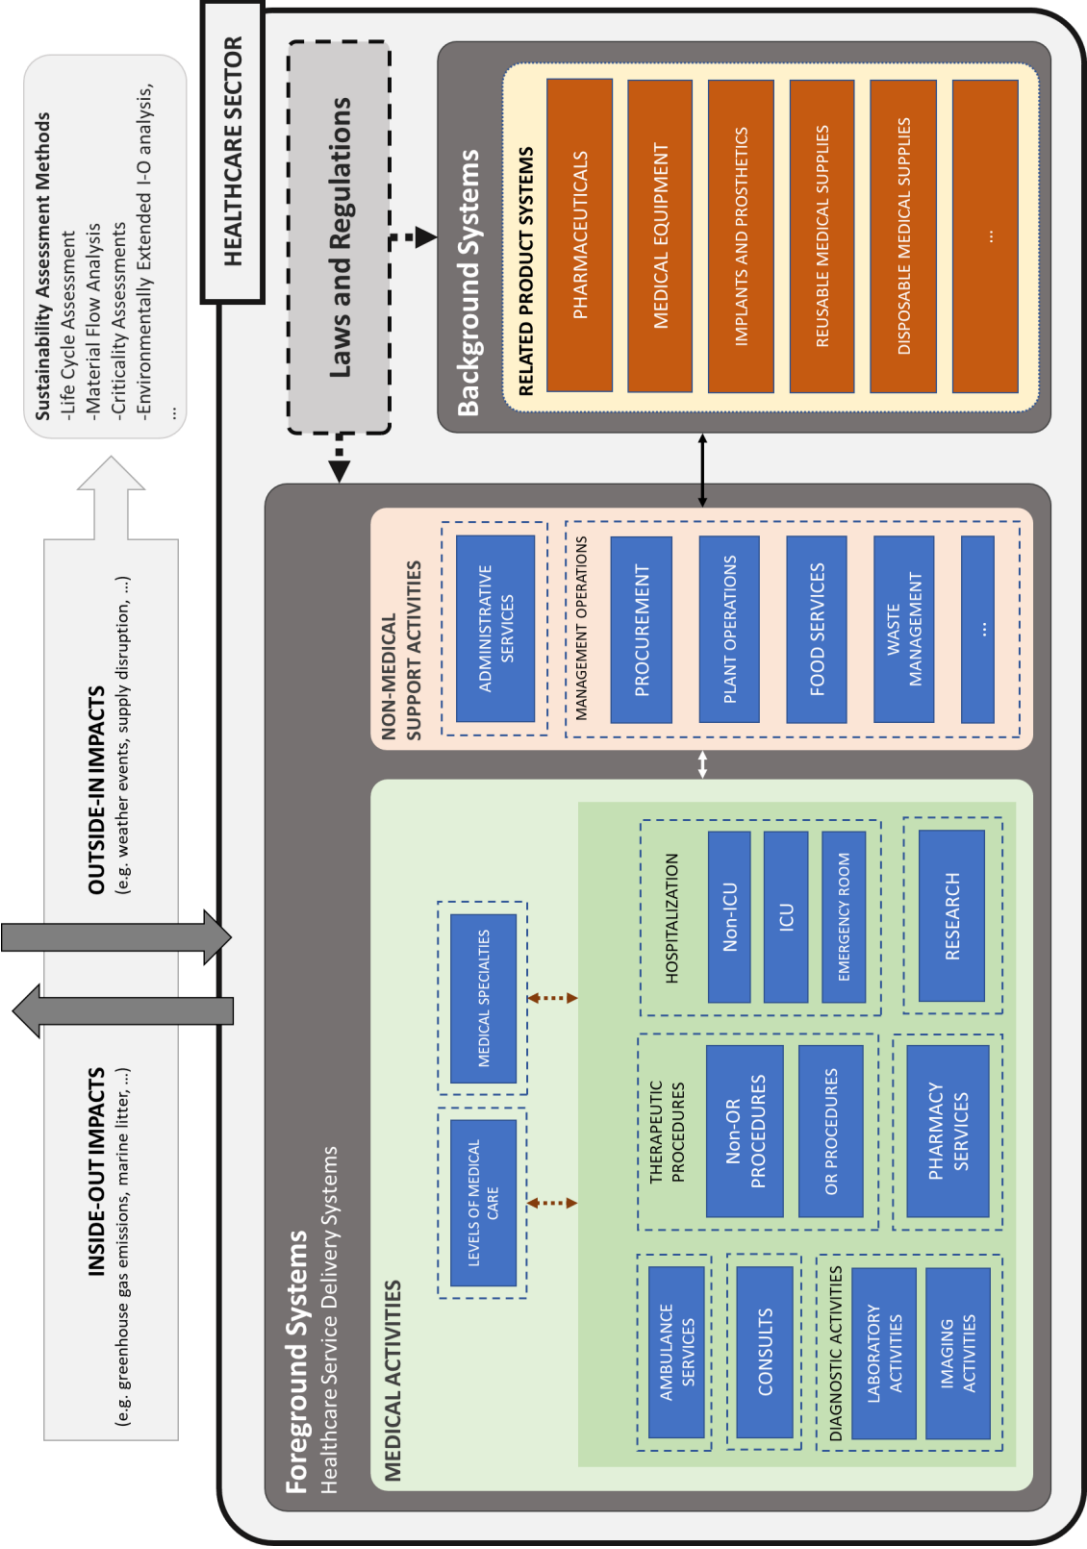 INSIDE-OUT IMPACTS
(e.g. greenhouse gas emissions, marine litter, ...)
OUTSIDE-IN IMPACTS
(e.g. weather events, supply disruption, ...)
Sustainability Assessment Methods
-Life Cycle Assessment
-Material Flow Analysis
-Criticality Assessments
-Environmentally Extended I-O analysis,
...
HEALTHCARE SECTOR
Laws and Regulations
Foreground Systems
Healthcare Service Delivery Systems
MEDICAL ACTIVITIES
LEVELS OF MEDICAL
CARE
MEDICAL SPECIALTIES
AMBULANCE
SERVICES
CONSULTS
DIAGNOSTIC ACTIVITIES
LABORATORY
ACTIVITIES
IMAGING
ACTIVITIES
THERAPEUTIC
PROCEDURES
Non-OR
PROCEDURES
OR PROCEDURES
PHARMACY
SERVICES
HOSPITALIZATION
Non-ICU
ICU
EMERGENCY ROOM
RESEARCH
NON-MEDICAL
SUPPORT ACTIVITIES
ADMINISTRATIVE
SERVICES
MANAGEMENT OPERATIONS
PROCUREMENT
PLANT OPERATIONS
FOOD SERVICES
WASTE
MANAGEMENT
...
Background Systems
RELATED PRODUCT SYSTEMS
PHARMACEUTICALS
MEDICAL EQUIPMENT
IMPLANTS AND PROSTHETICS
REUSABLE MEDICAL SUPPLIES
DISPOSABLE MEDICAL SUPPLIES
...